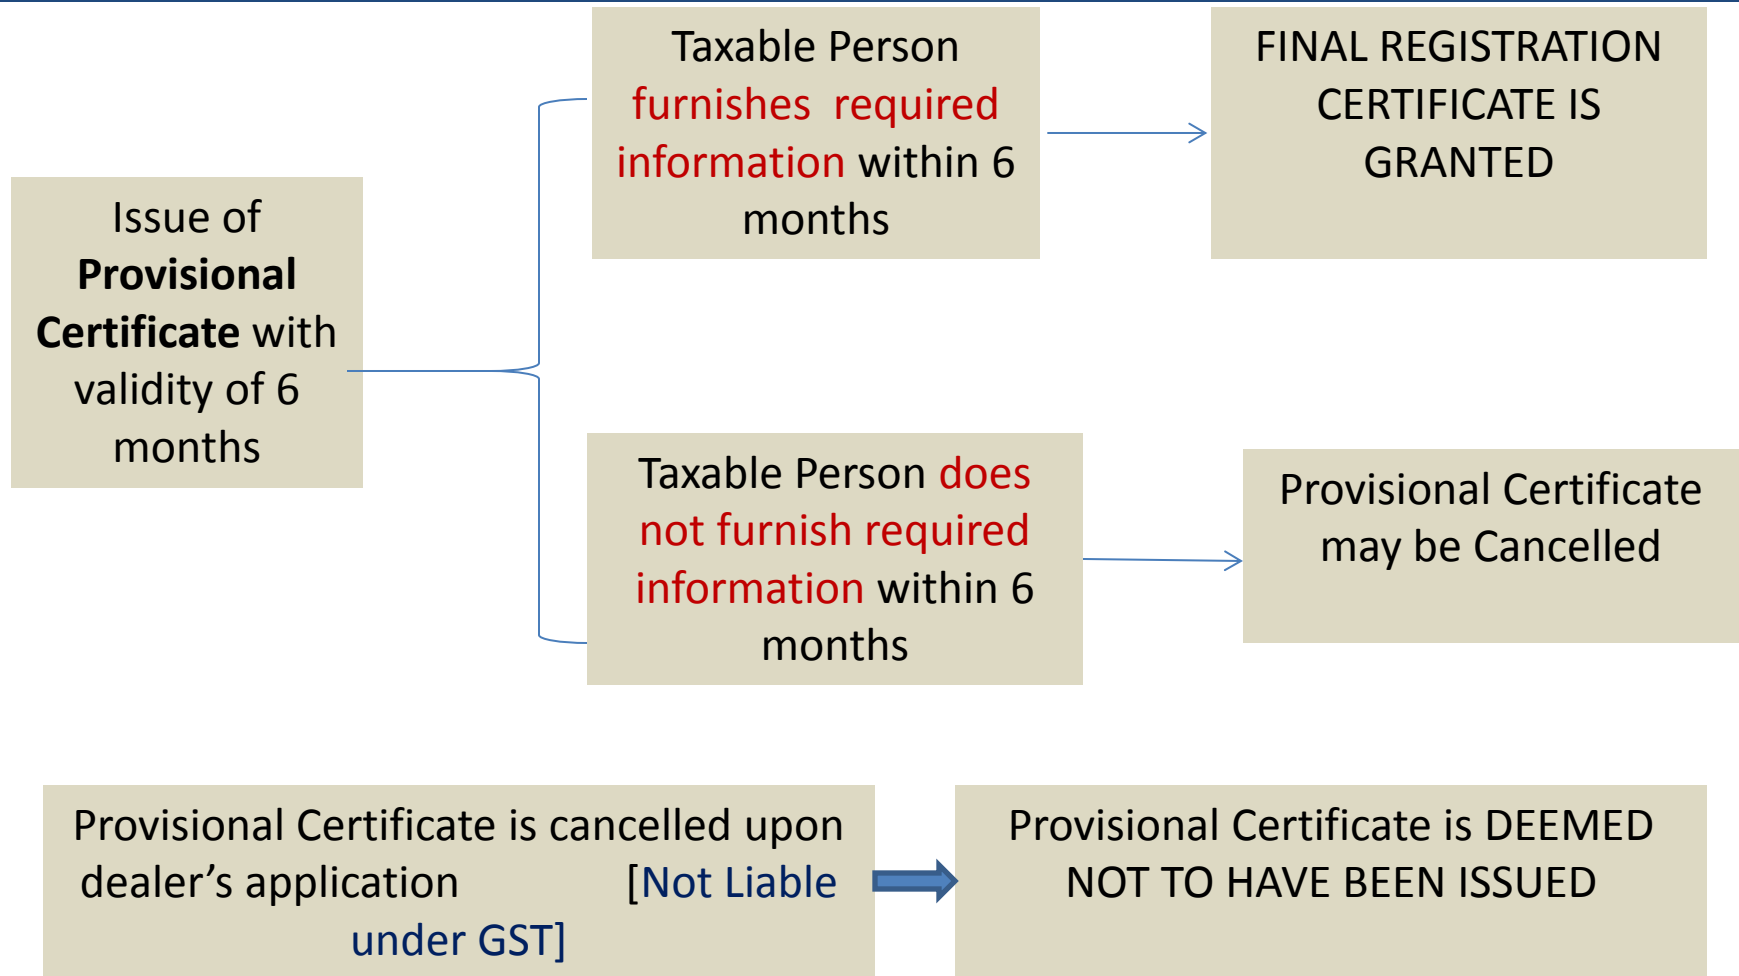 Issue of
Provisional
Certificate with
validity of 6
months
Taxable Person
furnishes required
information within 6
months
FINAL REGISTRATION
CERTIFICATE IS
GRANTED
Taxable Person does
not furnish required
information within 6
months
Provisional Certificate
may be Cancelled
Provisional Certificate is cancelled upon
dealer’s application [Not Liable
under GST]
Provisional Certificate is DEEMED
NOT TO HAVE BEEN ISSUED